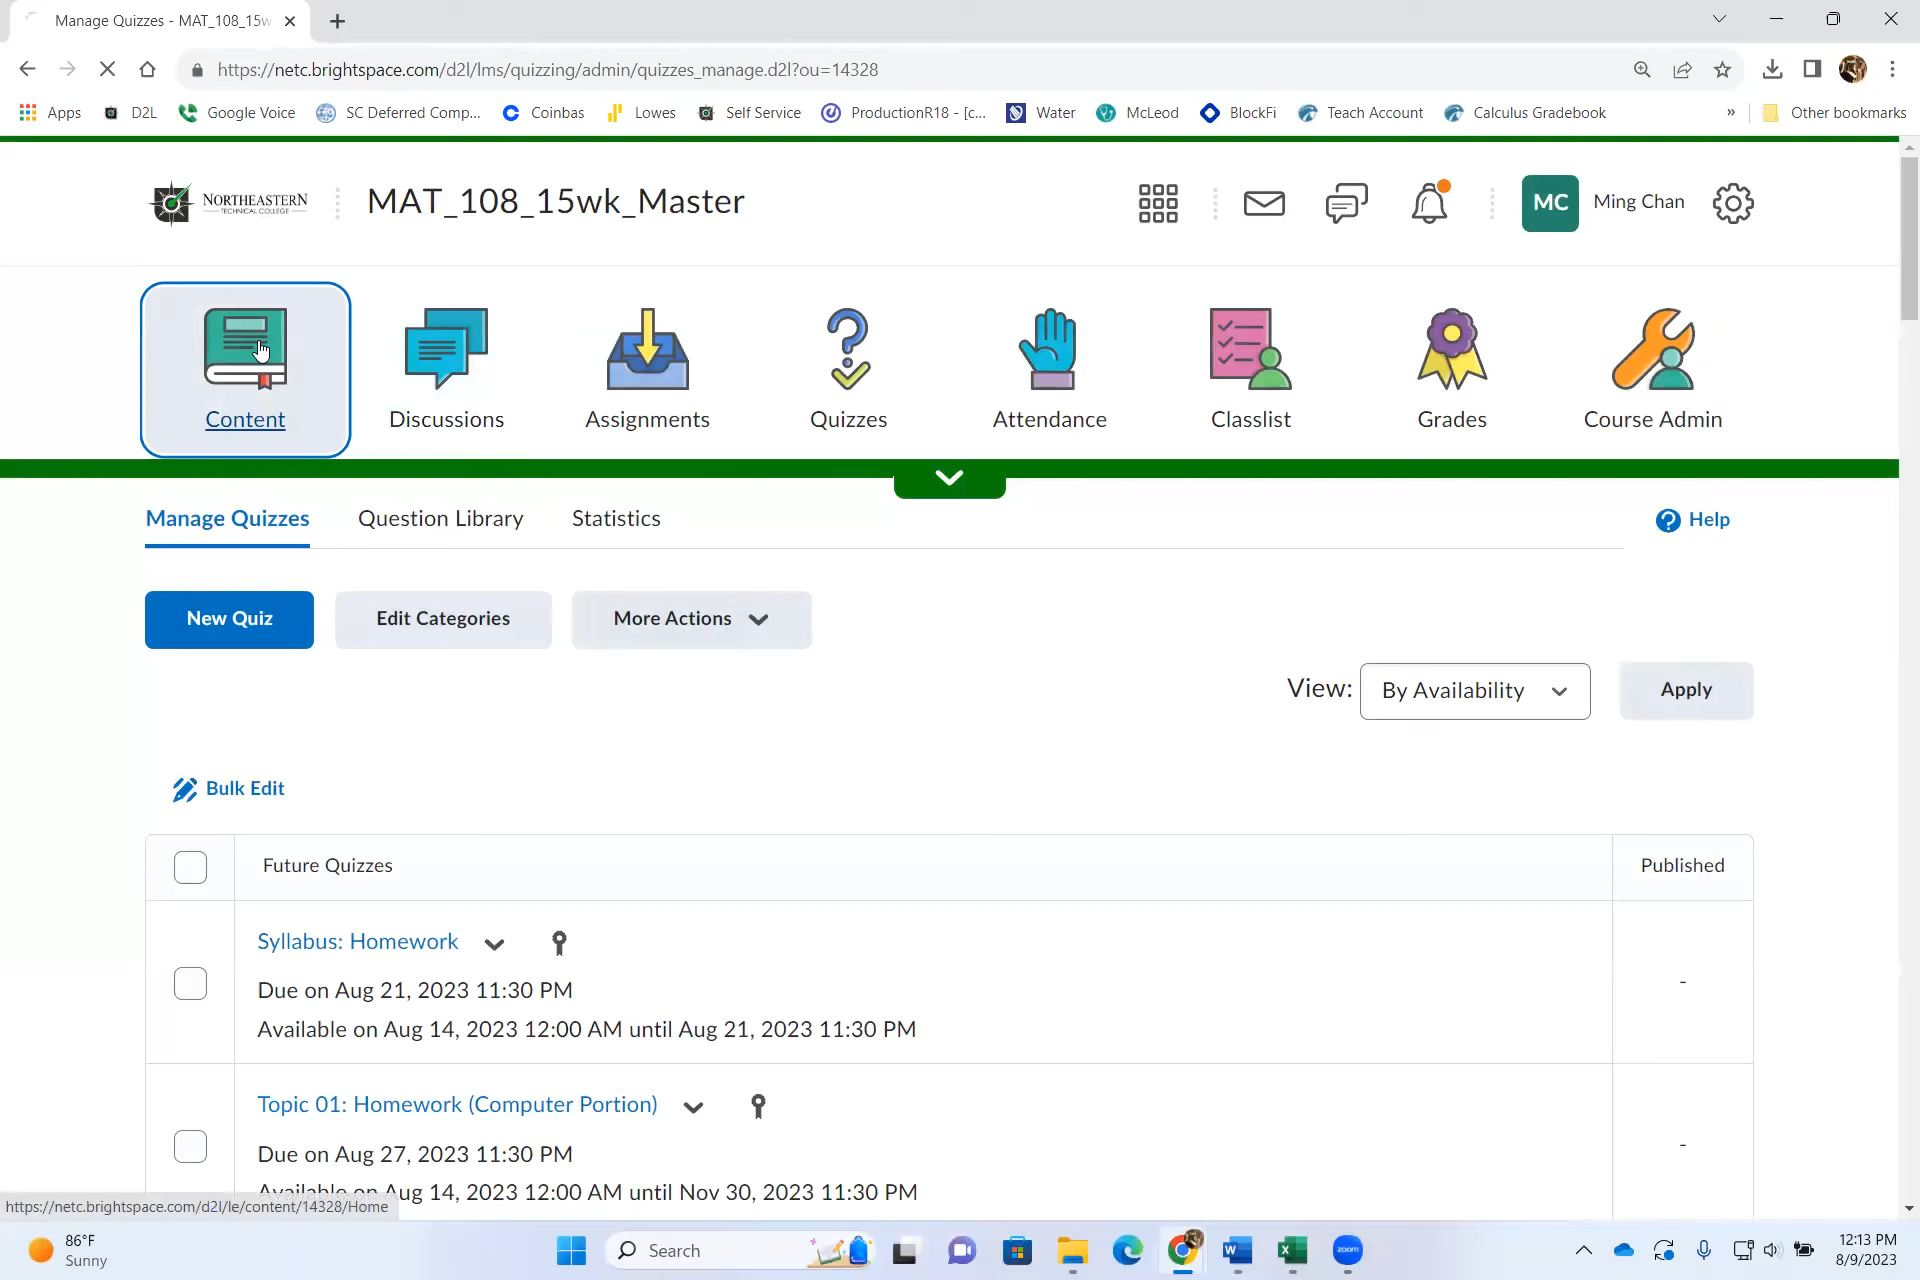 Manage Quizzes - MAT_108_15w
https://netc.brightspace.com/d2l/lms/quizzing/admin/quizzes_manage.d2l?ou=14328
Apps D2L Google Voice SC Deferred Comp... Coinbas Lowes Self Service ProductionR18 - [c... Water McLeod BlockFi Teach Account Calculus Gradebook » Other bookmarks
NORTHEASTERN
TECHNICAL COLLEGE
MAT_108_15wk_Master
MC Ming Chan
Content Discussions Assignments Quizzes Attendance Classlist Grades Course Admin
Manage Quizzes Question Library Statistics Help
New Quiz Edit Categories More Actions
View: By Availability Apply
Bulk Edit
Future Quizzes Published
Syllabus: Homework
Due on Aug 21, 2023 11:30 PM
-
Available on Aug 14, 2023 12:00 AM until Aug 21, 2023 11:30 PM
Topic 01: Homework (Computer Portion)
Due on Aug 27, 2023 11:30 PM
-
Available on Aug 14, 2023 12:00 AM until Nov 30, 2023 11:30 PM
https://netc.brightspace.com/d2l/le/content/14328/Home
86°F
Sunny
Search
zoom
12:13 PM
8/9/2023